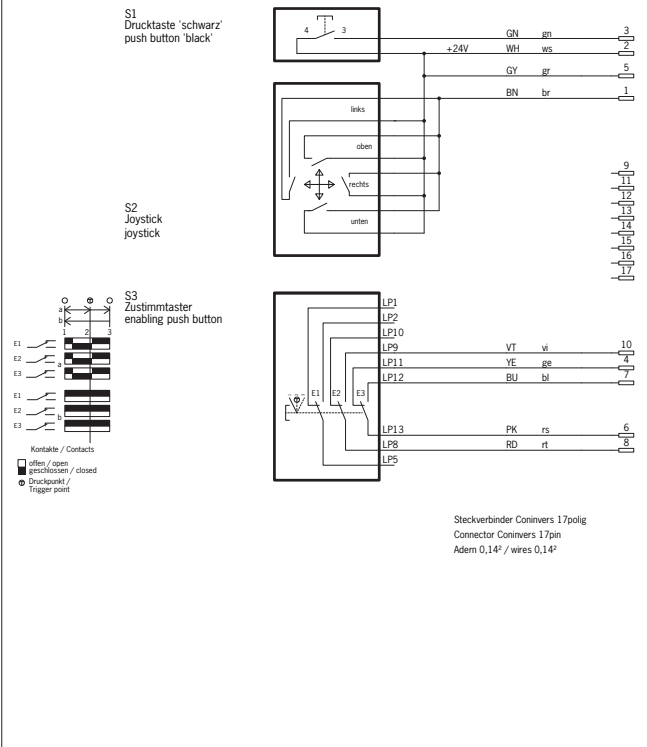 S1
Drucktaste 'schwarz'
push button 'black'
4 3
GN gn 3
+24V WH ws 2
GY gr 5
BN br 1
links
oben
rechts
unten
S2
Joystick
joystick
9
11
12
13
14
15
16
17
S3
Zustimmtaster
enabling push button
a
b
1 2 3
E1
E2
a
E3
E1
E2
b
E3
Kontakte / Contacts
offen / open
geschlossen / closed
Druckpunkt /
Trigger point
LP1
LP2
LP10
LP9 VT vi 10
LP11 YE ge 4
LP12 BU bl 7
E1 E2 E3
LP13 PK rs 6
LP8 RD rt 8
LP5
Steckverbinder Coninvers 17polig
Connector Coninvers 17pin
Adern 0,14² / wires 0,14²